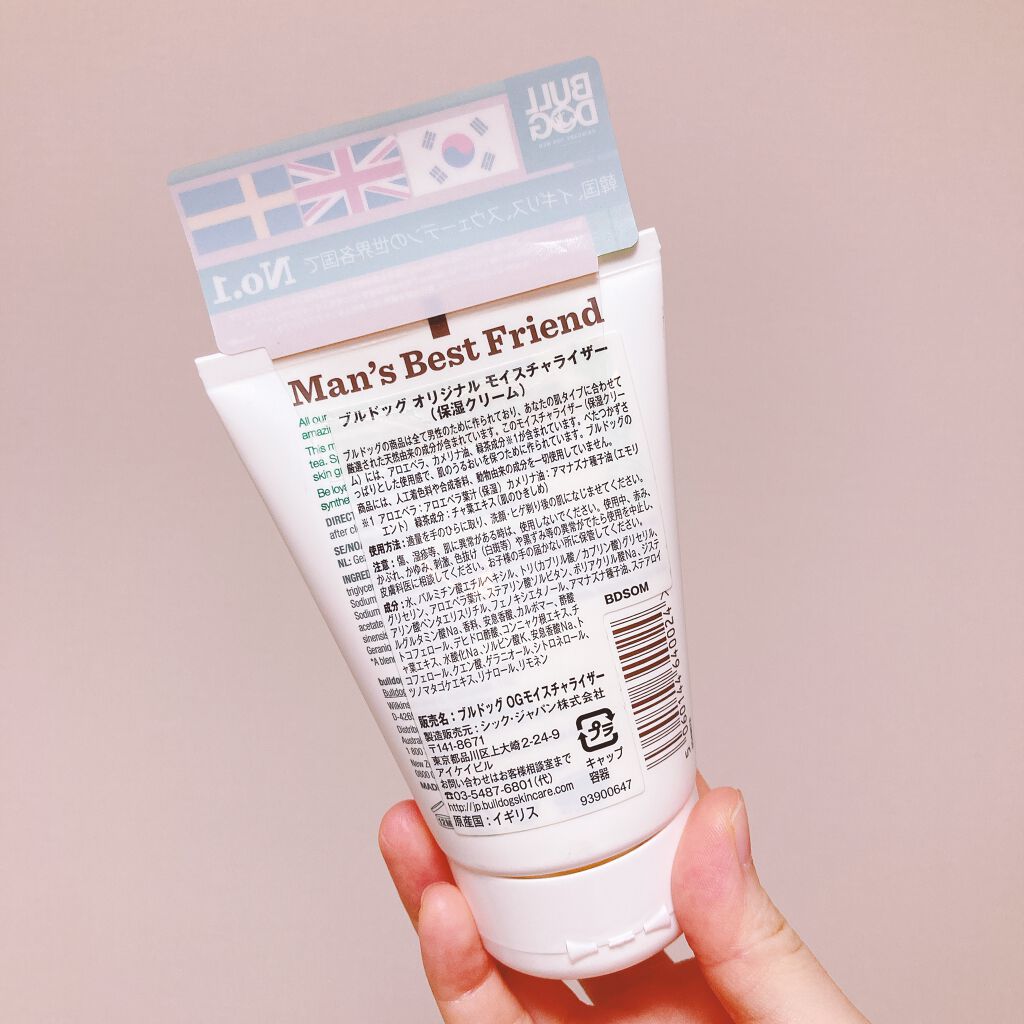 BULL
DOG
韓国、イギリス、スウェーデンの世界各国で
No.1
Man's Best Friend
ブルドッグ オリジナル モイスチャライザー
(保湿クリーム)
ブルドッグの商品は全て男性のために作られており、あなたの肌タイプに合わせて
厳選された天然由来の成分が含まれています。このモイスチャライザー(保湿クリー
ム)には、アロエベラ、カメリナ油、緑茶成分※1が含まれています。べたつかずさ
っぱりとした使用感で、肌のうるおいを保つために作られています。ブルドッグの
商品には、人工着色料や合成香料、動物由来の成分を一切使用していません。
※1 アロエベラ:アロエベラ葉汁(保湿) カメリナ油:アマナズナ種子油(エモリ
エント) 緑茶成分:チャ葉エキス(肌のひきしめ)
使用方法:適量を手のひらに取り、洗顔・ヒゲ剃り後の肌になじませてください。
注意:傷、湿疹等、肌に異常がある時は、使用しないでください。使用中、赤み、
かぶれ、かゆみ、刺激、色抜け(白斑等)や黒ずみ等の異常がでたら使用を中止し、
皮膚科医に相談してください。お子様の手の届かない所に保管してください。
成分:水、パルミチン酸エチルヘキシル、トリ(カプリル酸/カプリン酸)グリセリル、
グリセリン、アロエベラ葉汁、ステアリン酸ソルビタン、ポリアクリル酸Na、ジステ
アリン酸ペンタエリスリチル、フェノキシエタノール、アマナズナ種子油、ステアロイ
ルグルタミン酸Na、香料、安息香酸、カルボマー、酢酸
トコフェロール、デヒドロ酢酸、コンニャク根エキス、チ
ャ葉エキス、水酸化Na、ソルビン酸K、安息香酸Na、ト
コフェロール、クエン酸、ゲラニオール、シトロネロール、
ツノマタゴケエキス、リナロール、リモネン
販売名:ブルドッグ OGモイスチャライザー
製造販売元:シック・ジャパン株式会社
〒141-8671
東京都品川区上大崎2-24-9
アイケイビル
お問い合わせはお客様相談室まで
☎03-5487-6801(代)
http://jp.bulldogskincare.com
原産国:イギリス
BDSOM
プラ
キャップ
容器
93900647